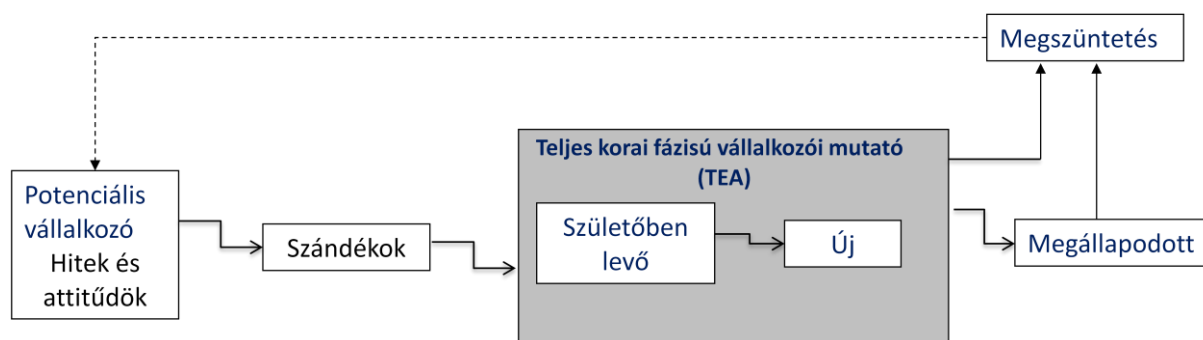 Megszüntetés
Teljes korai fázisú vállalkozói mutató
(TEA)
Potenciális
vállalkozó
Hitek és
attitűdök
Szándékok
Születőben
levő
Új
Megállapodott